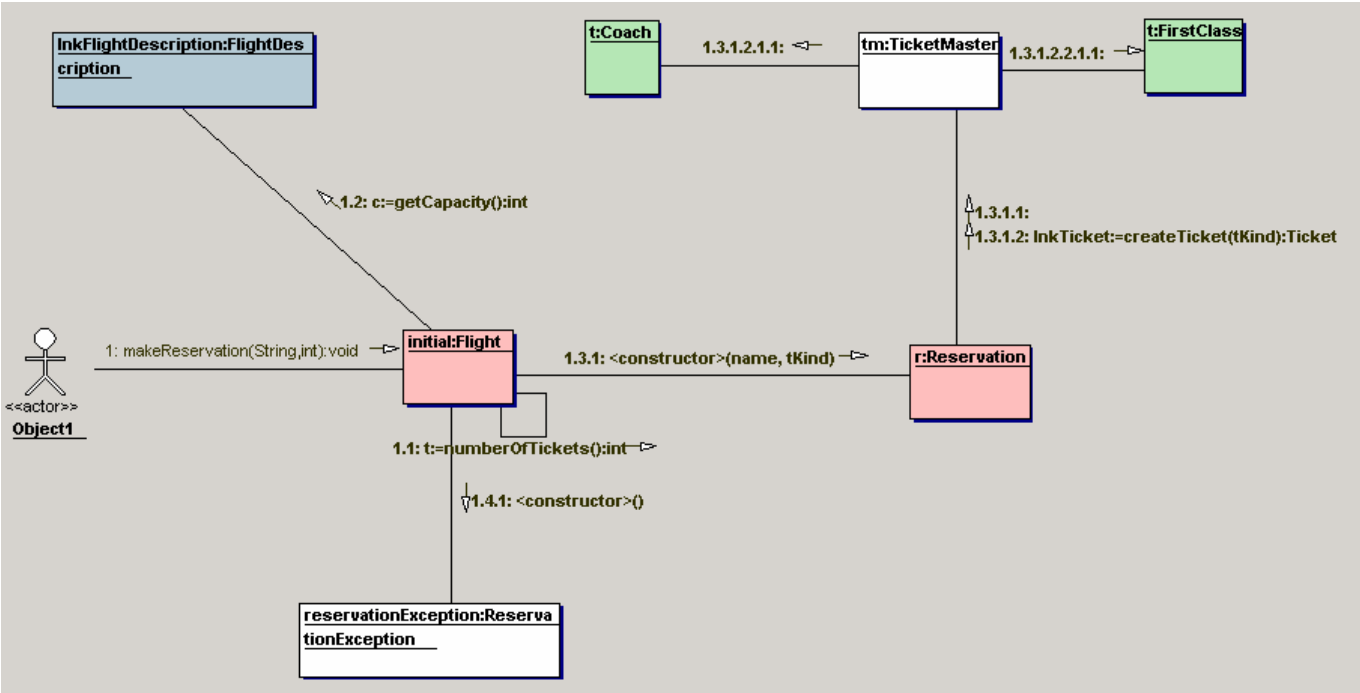 lnkFlightDescription:FlightDes
cription
t:Coach
1.3.1.2.1.1:
tm:TicketMaster
1.3.1.2.2.1.1:
t:FirstClass
1.2: c:=getCapacity():int
1.3.1.1:
1.3.1.2: lnkTicket:=createTicket(tKind):Ticket
1: makeReservation(String,int):void
initial:Flight
1.3.1: <constructor>(name, tKind)
r:Reservation
<<actor>>
Object1
1.1: t:=numberOfTickets():int
1.4.1: <constructor>()
reservationException:Reserva
tionException